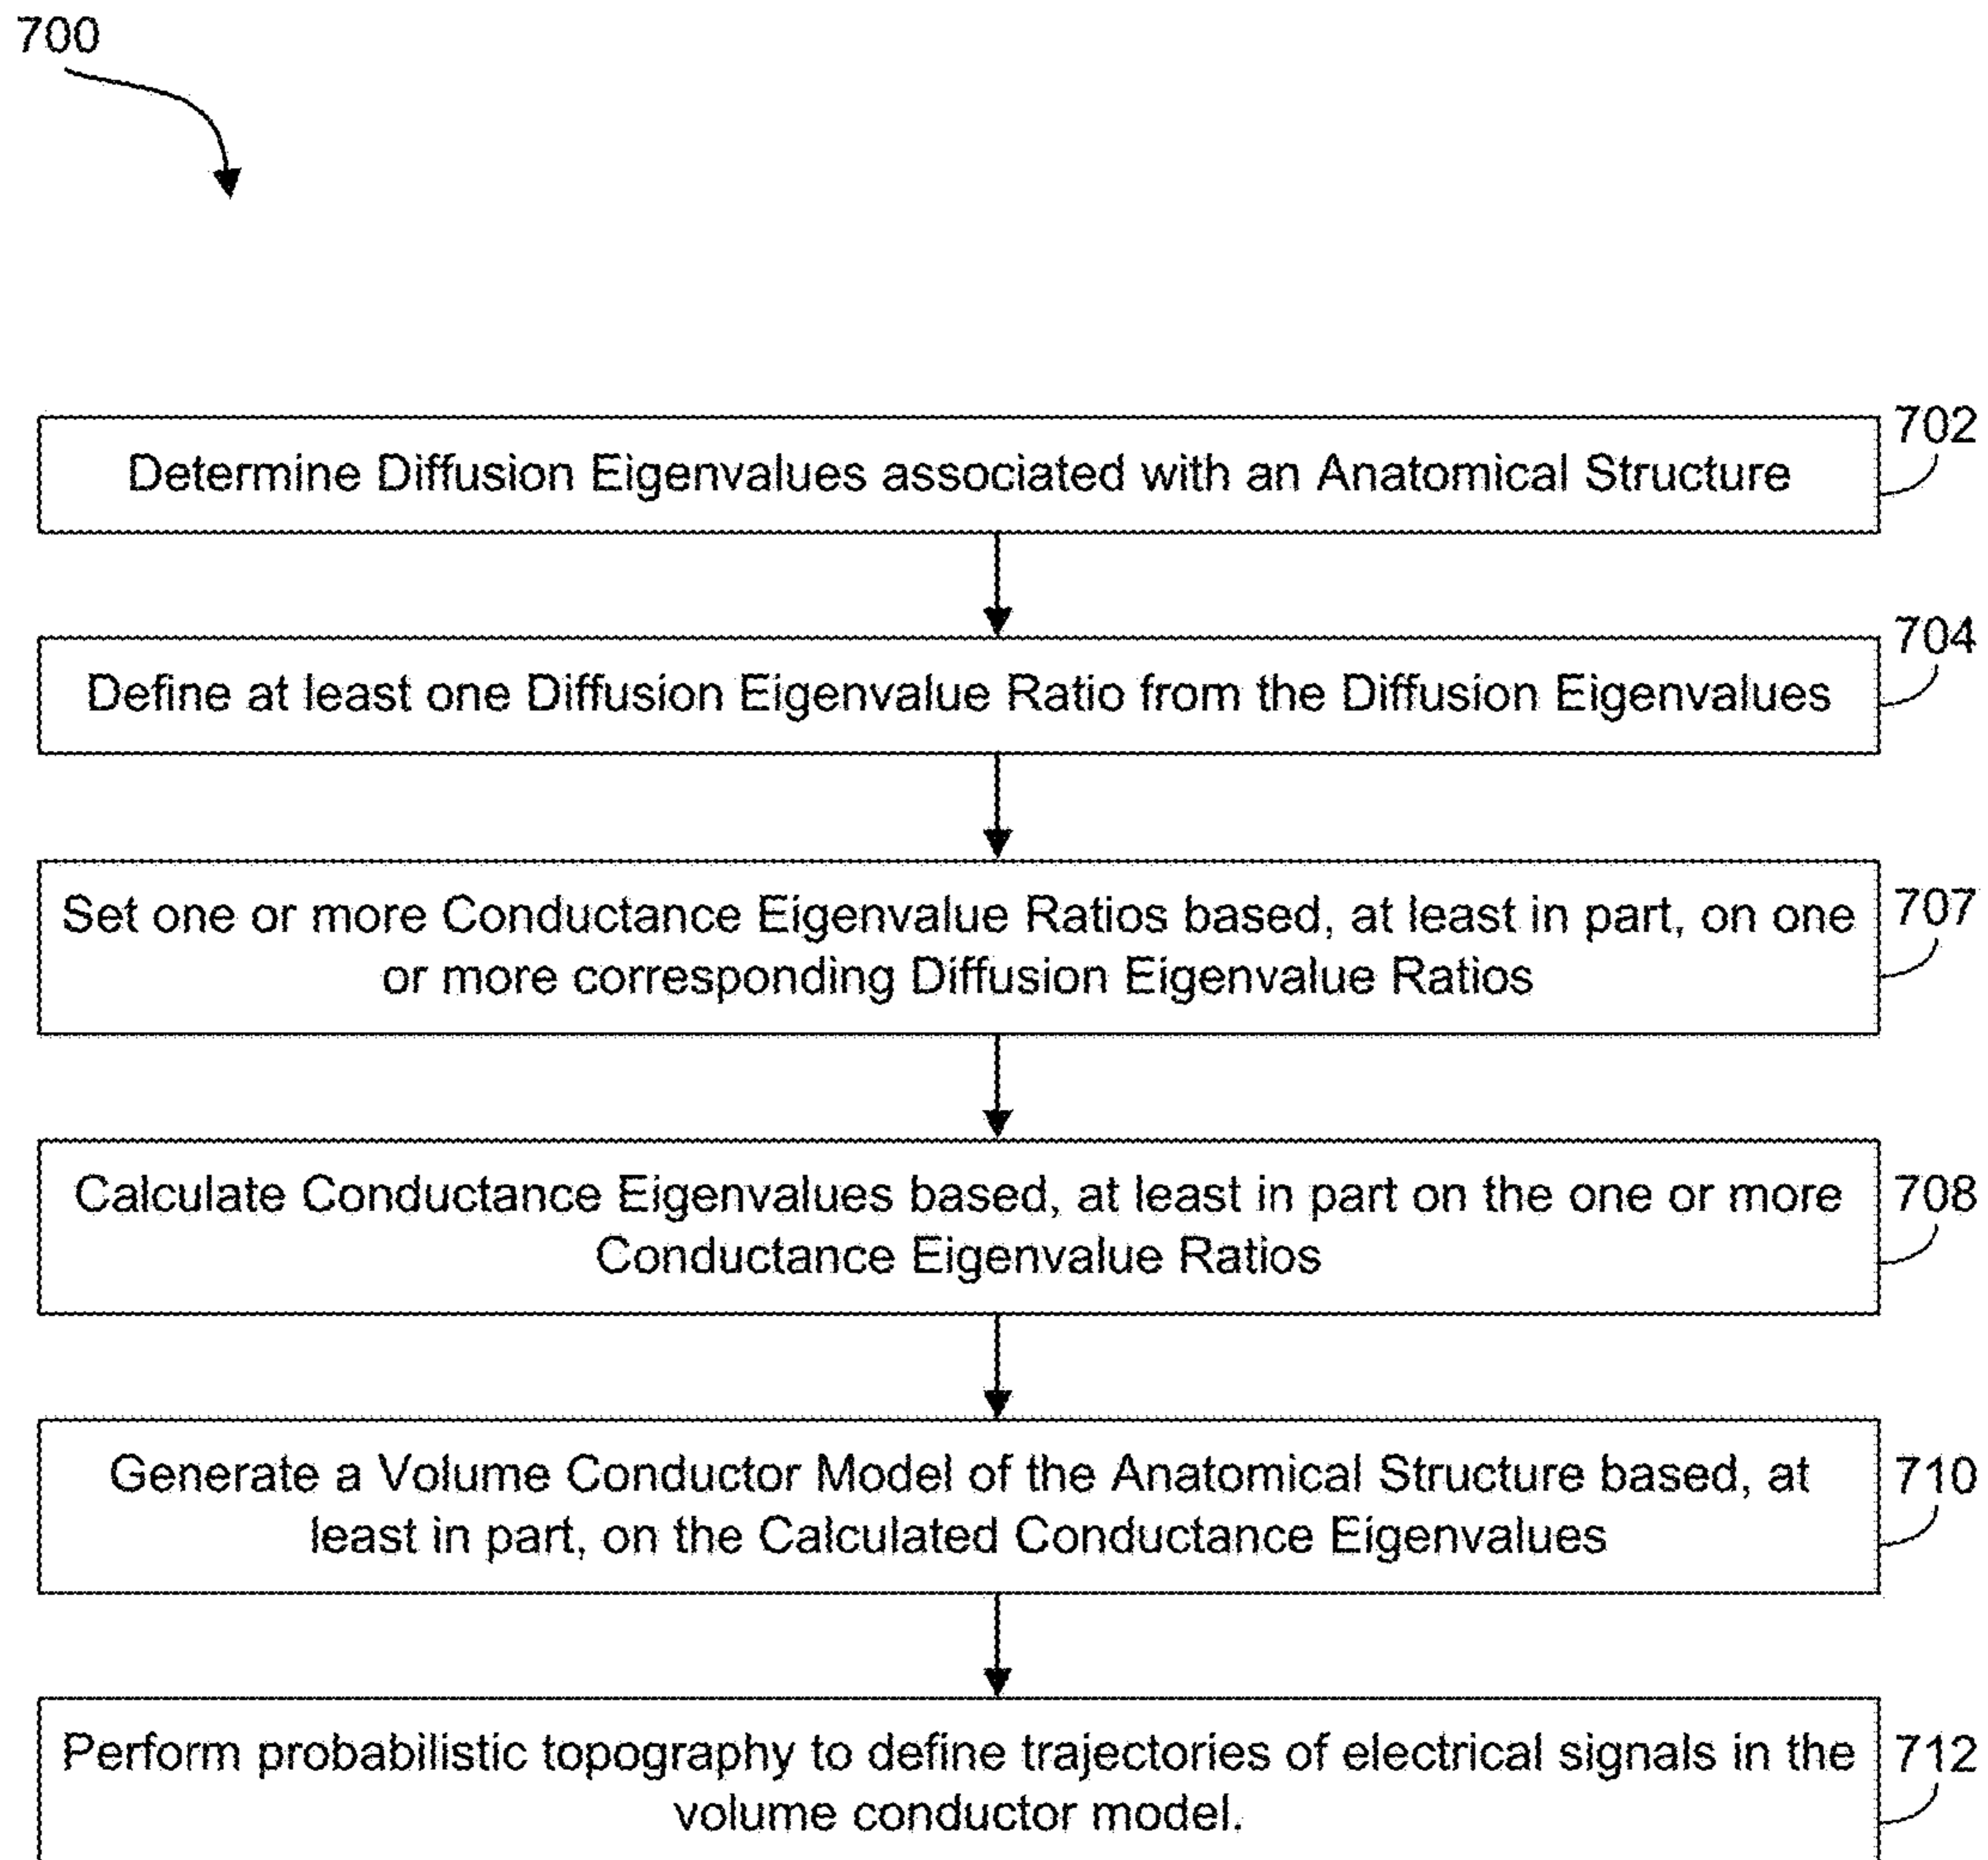 700
702
Determine Diffusion Eigenvalues associated with an Anatomical Structure
704
Define at least one Diffusion Eigenvalue Ratio from the Diffusion Eigenvalues
707
Set one or more Conductance Eigenvalue Ratios based, at least in part, on one
or more corresponding Diffusion Eigenvalue Ratios
708
Calculate Conductance Eigenvalues based, at least in part on the one or more
Conductance Eigenvalue Ratios
710
Generate a Volume Conductor Model of the Anatomical Structure based, at
least in part, on the Calculated Conductance Eigenvalues
712
Perform probabilistic topography to define trajectories of electrical signals in the
volume conductor model.